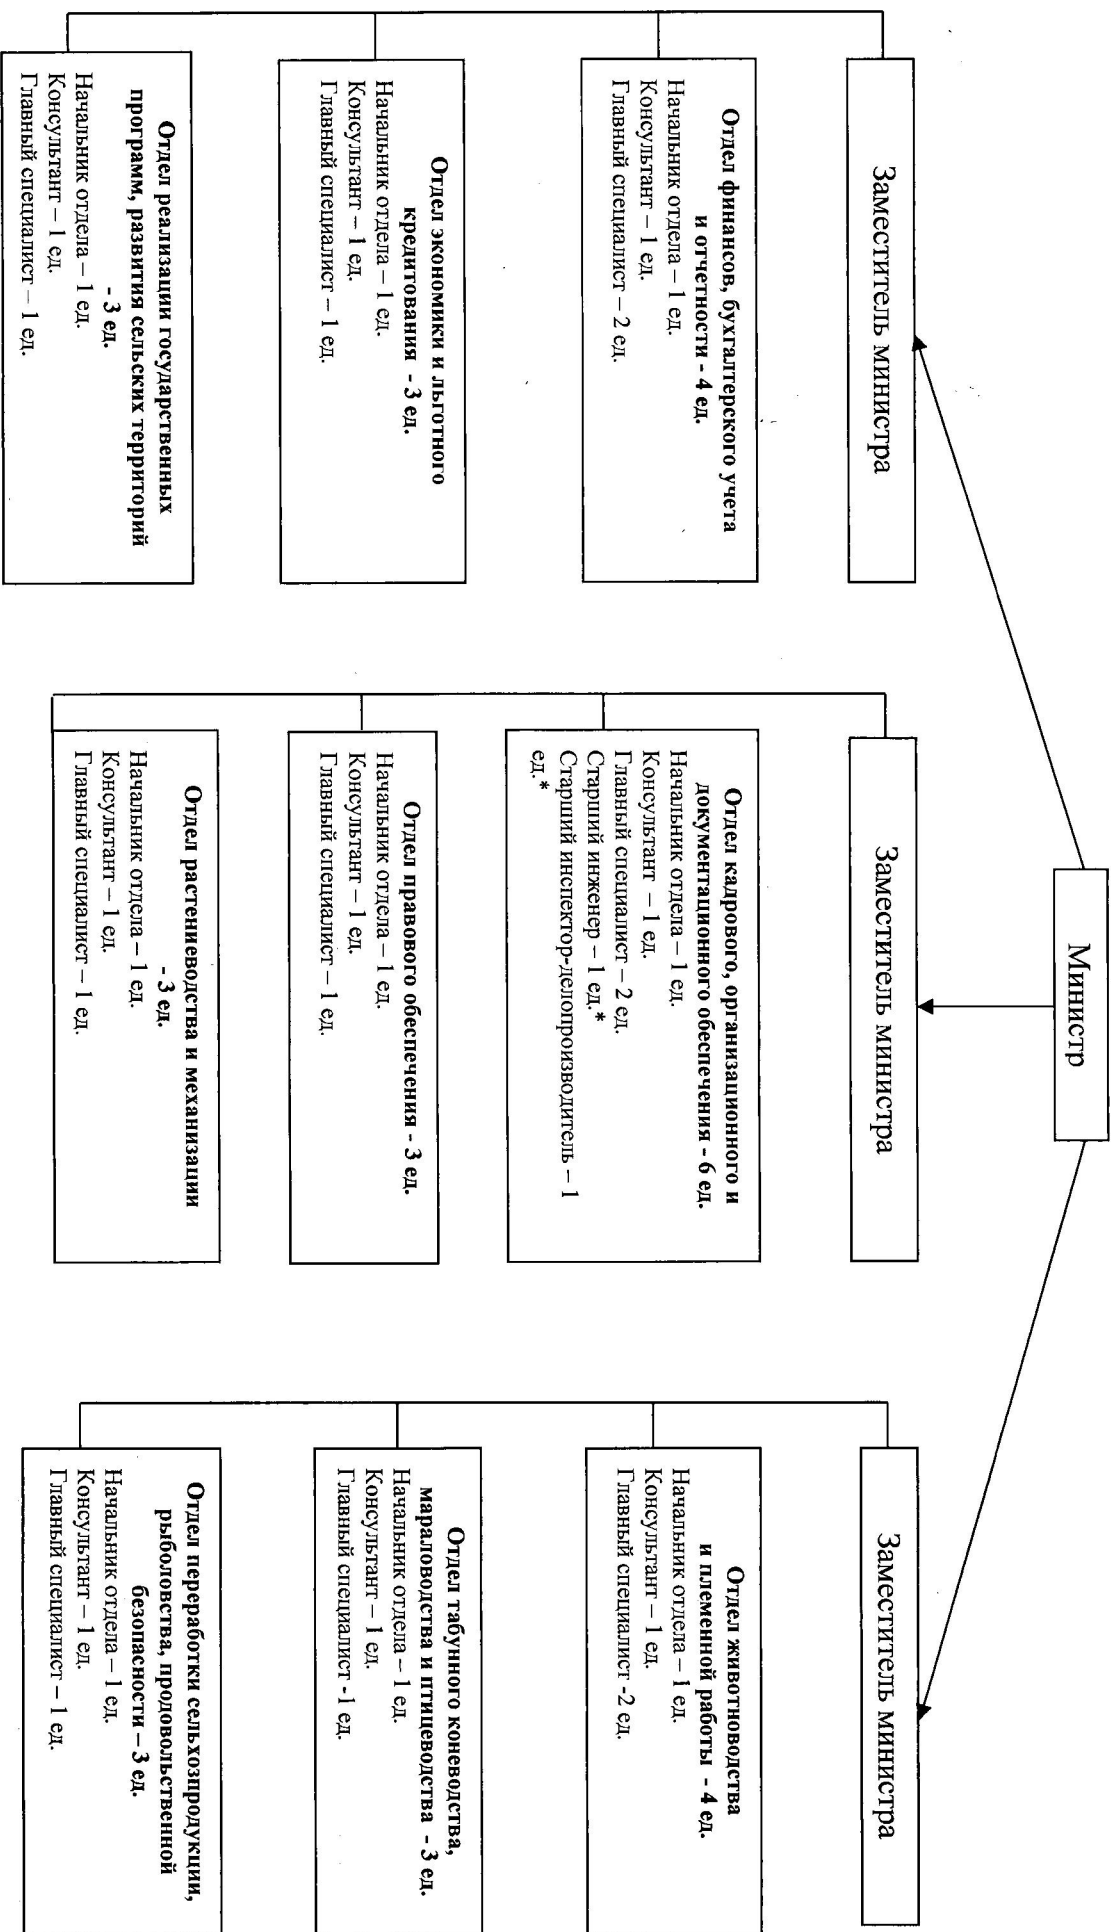 Министр
Заместитель министра
Отдел финансов, бухгалтерского учета
и отчетности - 4 ед.
Начальник отдела – 1 ед.
Консультант – 1 ед.
Главный специалист – 2 ед.
Отдел экономики и льготного
кредитования - 3 ед.
Начальник отдела – 1 ед.
Консультант – 1 ед.
Главный специалист – 1 ед.
Отдел реализации государственных
программ, развития сельских территорий
- 3 ед.
Начальник отдела – 1 ед.
Консультант – 1 ед.
Главный специалист – 1 ед.
Заместитель министра
Отдел кадрового, организационного и
документационного обеспечения - 6 ед.
Начальник отдела – 1 ед.
Консультант – 1 ед.
Главный специалист – 2 ед.
Старший инженер – 1 ед.*
Старший инспектор-делопроизводитель – 1
ед.*
Отдел правового обеспечения - 3 ед.
Начальник отдела – 1 ед.
Консультант – 1 ед.
Главный специалист – 1 ед.
Отдел растениеводства и механизации
- 3 ед.
Начальник отдела – 1 ед.
Консультант – 1 ед.
Главный специалист – 1 ед.
Заместитель министра
Отдел животноводства
и племенной работы - 4 ед.
Начальник отдела – 1 ед.
Консультант – 1 ед.
Главный специалист -2 ед.
Отдел табунного коневодства,
мараловодства и птицеводства - 3 ед.
Начальник отдела – 1 ед.
Консультант – 1 ед.
Главный специалист -1 ед.
Отдел переработки сельхозпродукции,
рыболовства, продовольственной
безопасности – 3 ед.
Начальник отдела – 1 ед.
Консультант – 1 ед.
Главный специалист – 1 ед.